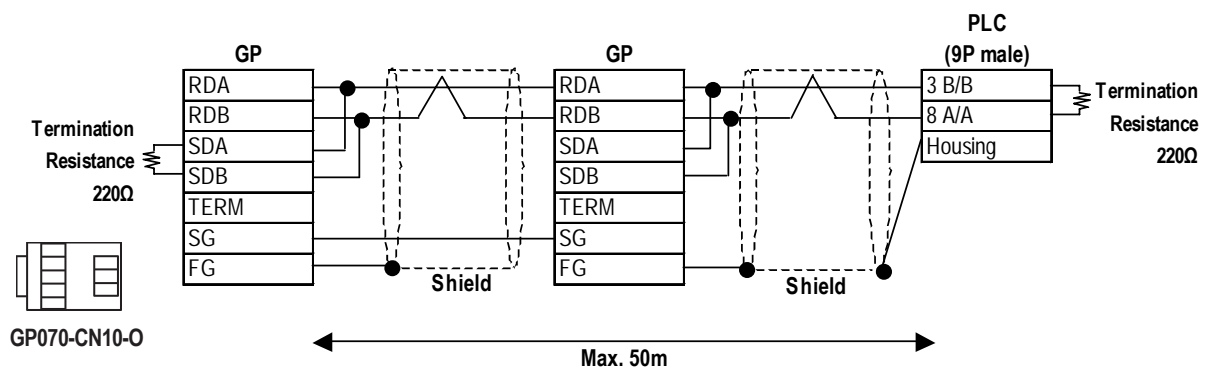 PLC
(9P male)
GP
GP
RDA
RDB
SDA
SDB
TERM
SG
FG
RDA
RDB
SDA
SDB
TERM
SG
FG
3 B/B
8 A/A
Housing
Termination
Resistance
220Ω
Termination
Resistance
220Ω
Shield
Shield
GP070-CN10-O
Max. 50m